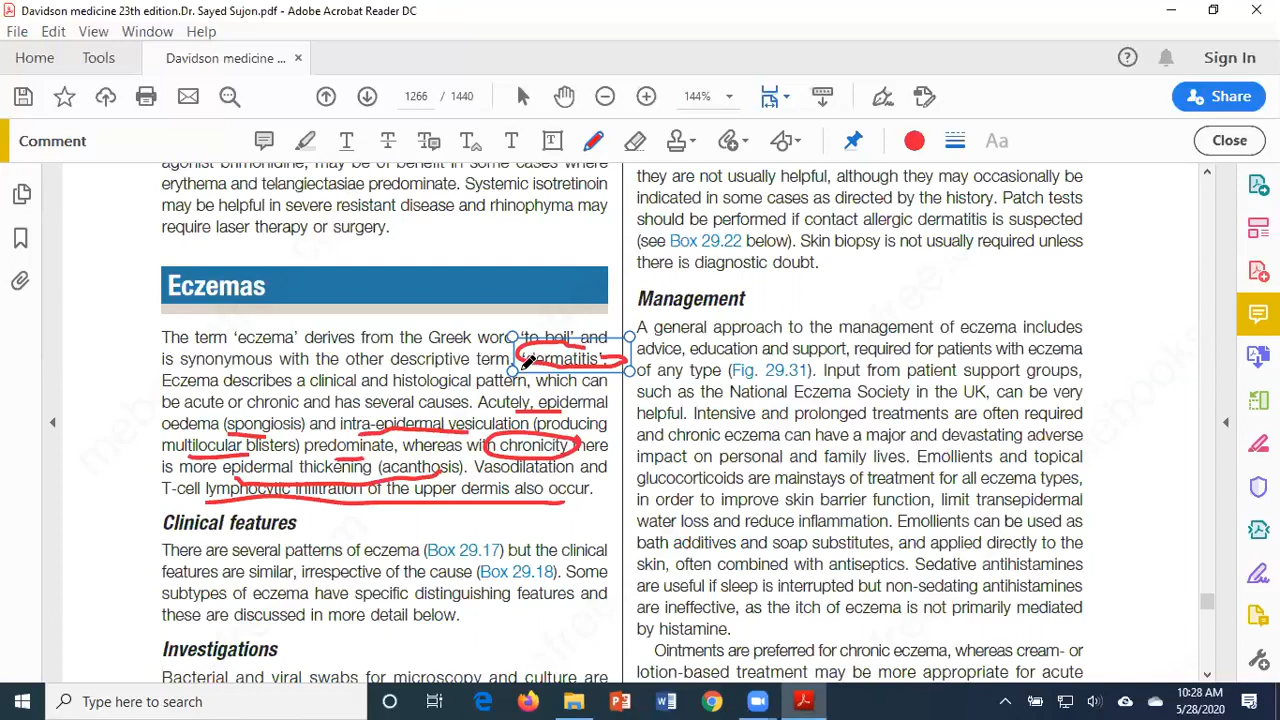 Davidson medicine 23th edition.Dr. Sayed Sujon.pdf - Adobe Acrobat Reader DC
File Edit View Window Help
Home Tools Davidson medicine ... × Sign In
1266 / 1440 144% Share
Comment Aa Close
agonist brimonidine, may be of benefit in some cases where
erythema and telangiectasiae predominate. Systemic isotretinoin
may be helpful in severe resistant disease and rhinophyma may
require laser therapy or surgery.
Eczemas
The term ‘eczema’ derives from the Greek word ‘to boil’ and
is synonymous with the other descriptive term, ‘dermatitis’.
Eczema describes a clinical and histological pattern, which can
be acute or chronic and has several causes. Acutely, epidermal
oedema (spongiosis) and intra-epidermal vesiculation (producing
multilocular blisters) predominate, whereas with chronicity there
is more epidermal thickening (acanthosis). Vasodilatation and
T-cell lymphocytic infiltration of the upper dermis also occur.
Clinical features
There are several patterns of eczema (Box 29.17) but the clinical
features are similar, irrespective of the cause (Box 29.18). Some
subtypes of eczema have specific distinguishing features and
these are discussed in more detail below.
Investigations
Bacterial and viral swabs for microscopy and culture are
they are not usually helpful, although they may occasionally be
indicated in some cases as directed by the history. Patch tests
should be performed if contact allergic dermatitis is suspected
(see Box 29.22 below). Skin biopsy is not usually required unless
there is diagnostic doubt.
Management
A general approach to the management of eczema includes
advice, education and support, required for patients with eczema
of any type (Fig. 29.31). Input from patient support groups,
such as the National Eczema Society in the UK, can be very
helpful. Intensive and prolonged treatments are often required
and chronic eczema can have a major and devastating adverse
impact on personal and family lives. Emollients and topical
glucocorticoids are mainstays of treatment for all eczema types,
in order to improve skin barrier function, limit transepidermal
water loss and reduce inflammation. Emollients can be used as
bath additives and soap substitutes, and applied directly to the
skin, often combined with antiseptics. Sedative antihistamines
are useful if sleep is interrupted but non-sedating antihistamines
are ineffective, as the itch of eczema is not primarily mediated
by histamine.
Ointments are preferred for chronic eczema, whereas cream- or
lotion-based treatment may be more appropriate for acute
Type here to search
10:28 AM
5/28/2020